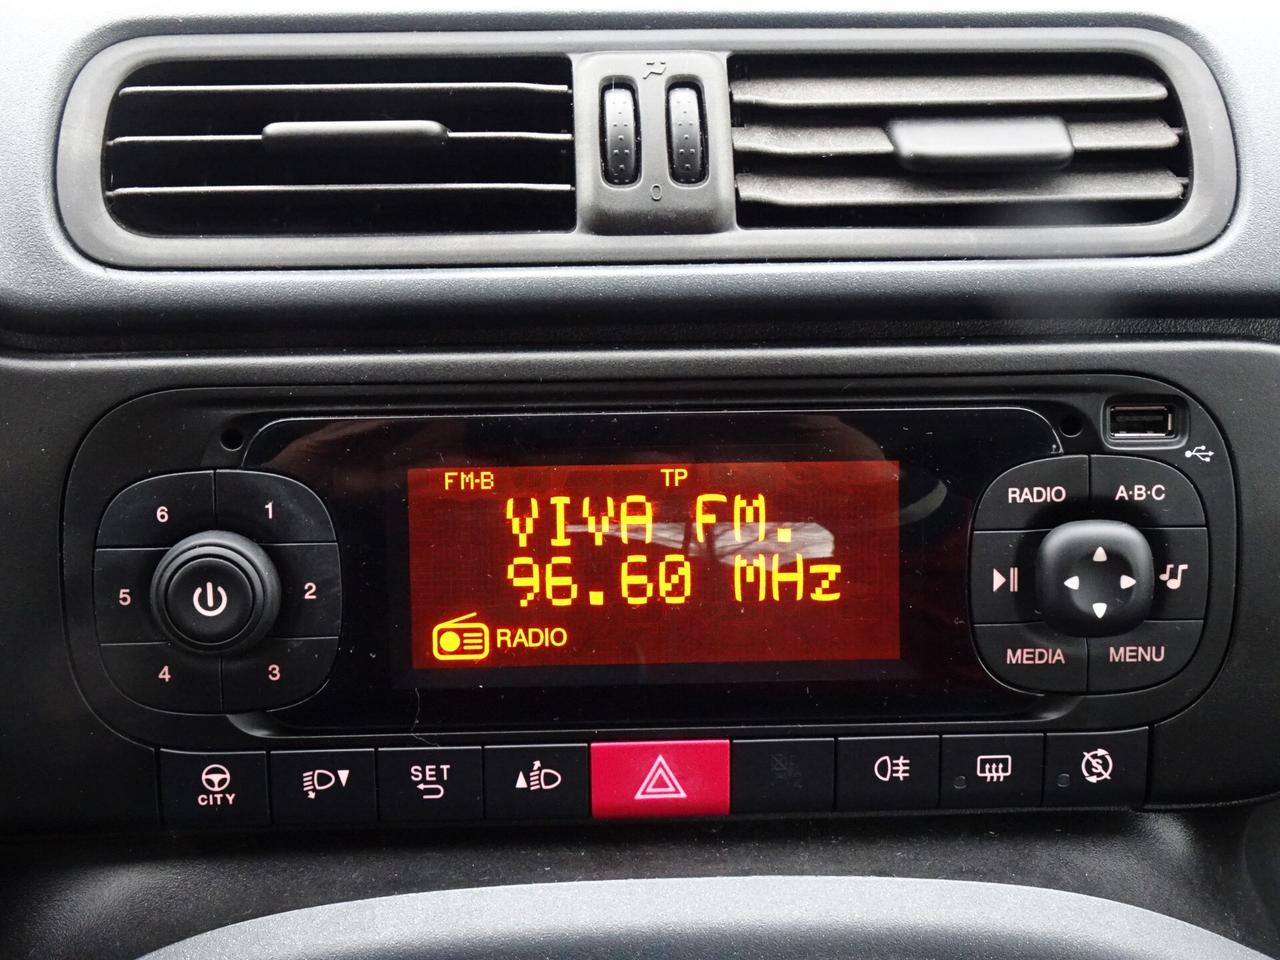 0
FM-B TP
VIVA FM.
96.60 MHz
RADIO
6 1
5 2
4 3
RADIO A·B·C
MEDIA MENU
CITY
SET